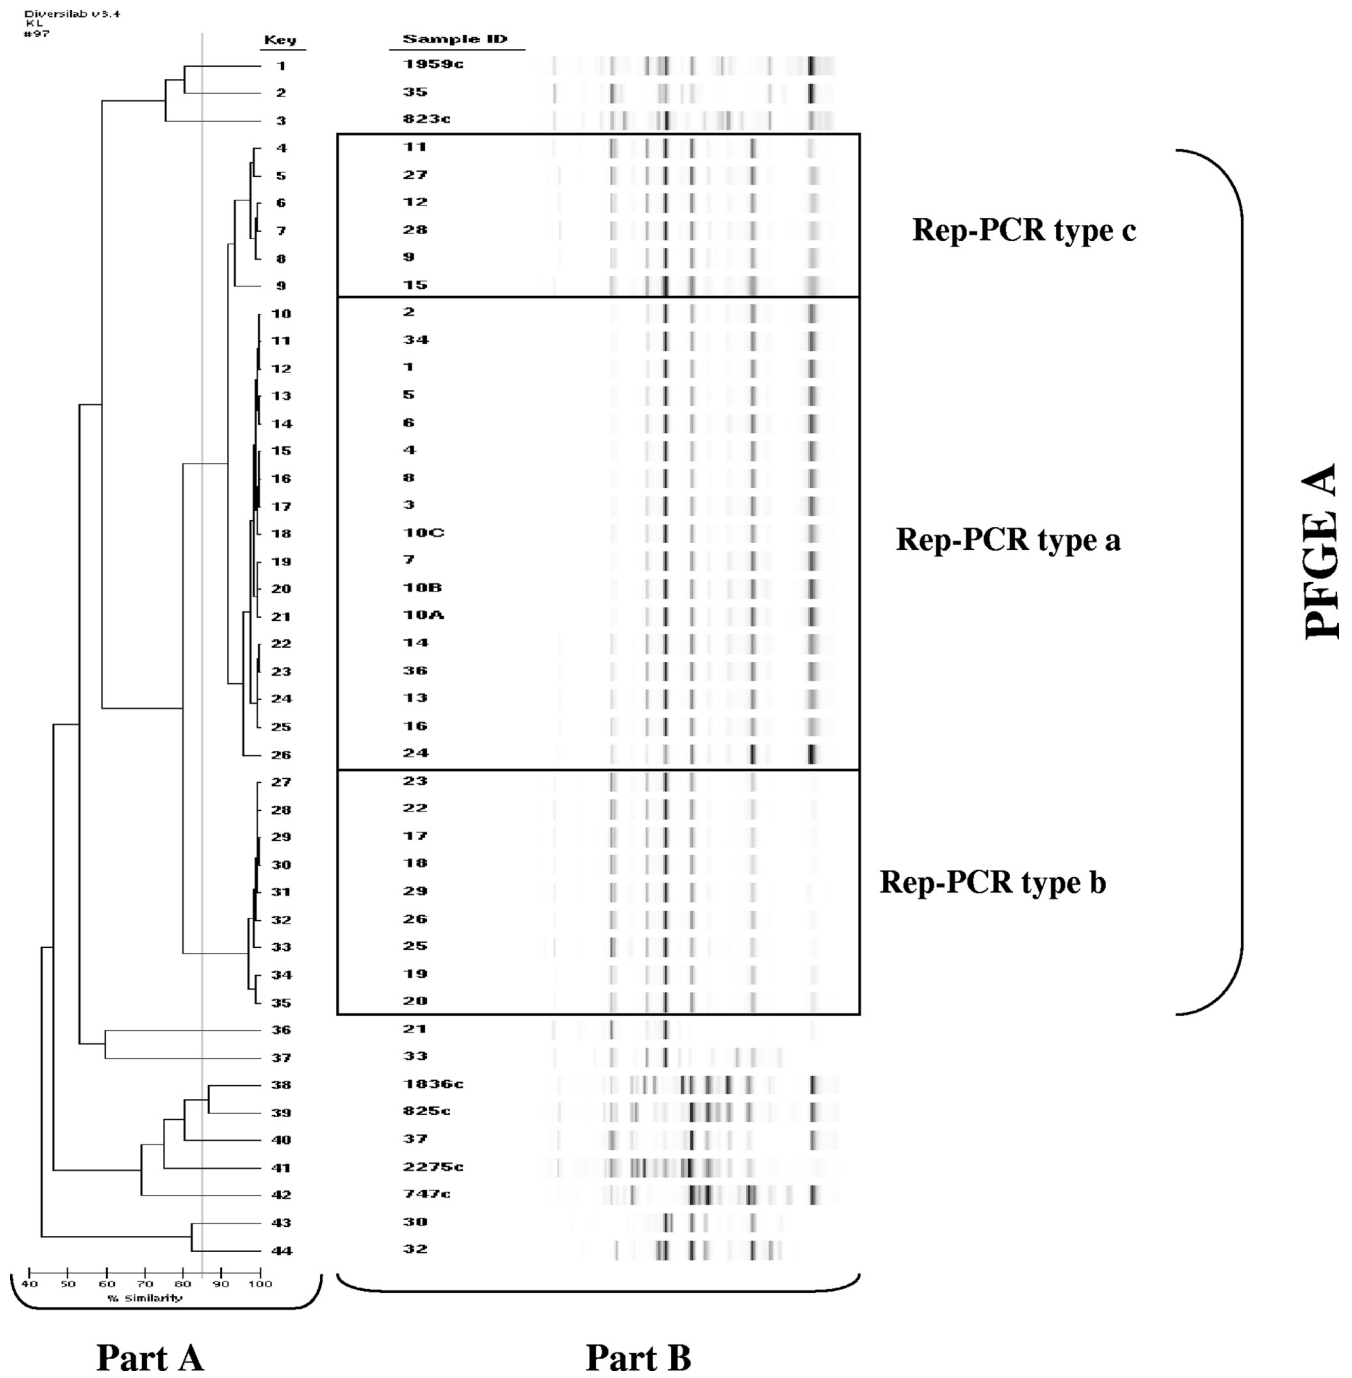 Diversilab v3.4
KL
#97
Key Sample ID
1 1959c
2 35
3 823c
4 11
5 27
6 12
7 28
8 9
9 15
Rep-PCR type c
10 2
11 34
12 1
13 5
14 6
15 4
16 8
17 3
18 10C
19 7
20 10B
21 10A
22 14
23 36
24 13
25 16
26 24
Rep-PCR type a
27 23
28 22
29 17
30 18
31 29
32 26
33 25
34 19
35 20
Rep-PCR type b
PFGE A
36 21
37 33
38 1836c
39 825c
40 37
41 2275c
42 747c
43 30
44 32
40 50 60 70 80 90 100
% Similarity
Part A Part B